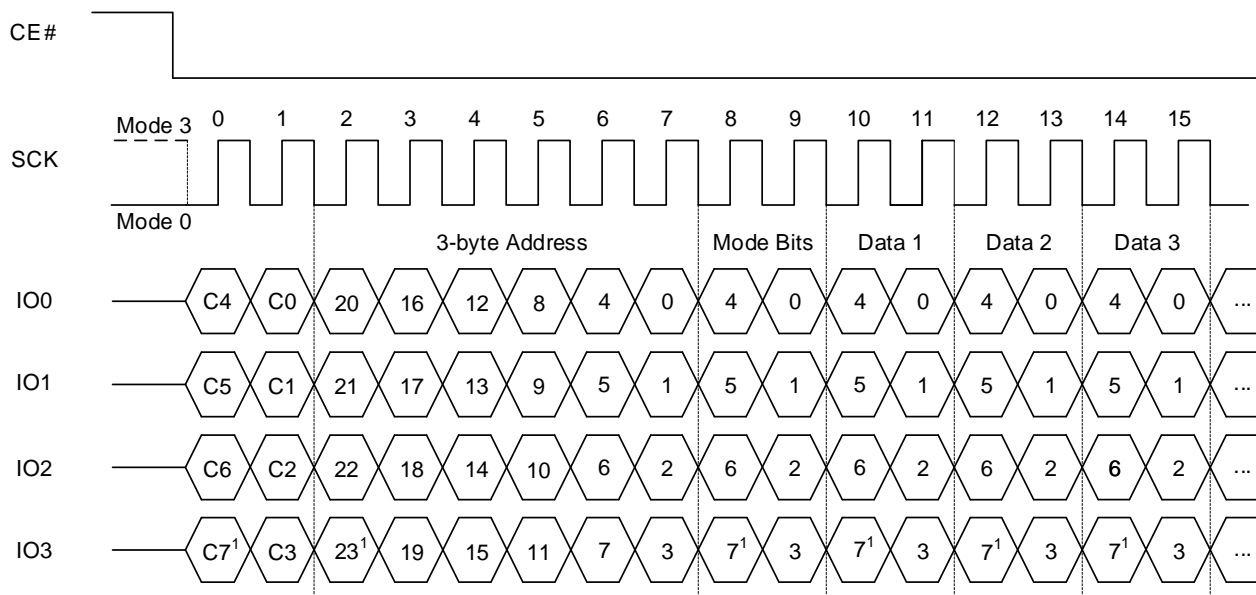 CE#
Mode 3 0 1 2 3 4 5 6 7 8 9 10 11 12 13 14 15
SCK
Mode 0
3-byte Address Mode Bits Data 1 Data 2 Data 3
IO0 C4 C0 20 16 12 8 4 0 4 0 4 0 4 0 4 0 ...
IO1 C5 C1 21 17 13 9 5 1 5 1 5 1 5 1 5 1 ...
IO2 C6 C2 22 18 14 10 6 2 6 2 6 2 6 2 6 2 ...
IO3 C7¹ C3 23¹ 19 15 11 7 3 7¹ 3 7¹ 3 7¹ 3 7¹ 3 ...